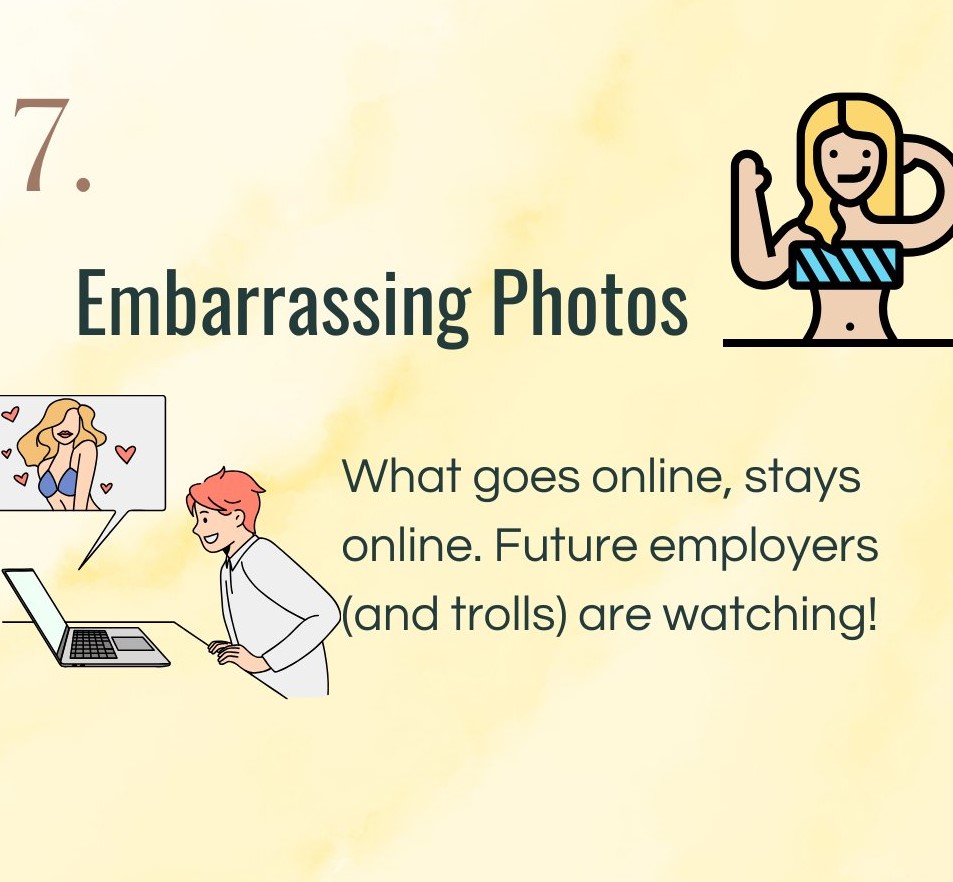 7.
Embarrassing Photos
What goes online, stays
online. Future employers
(and trolls) are watching!